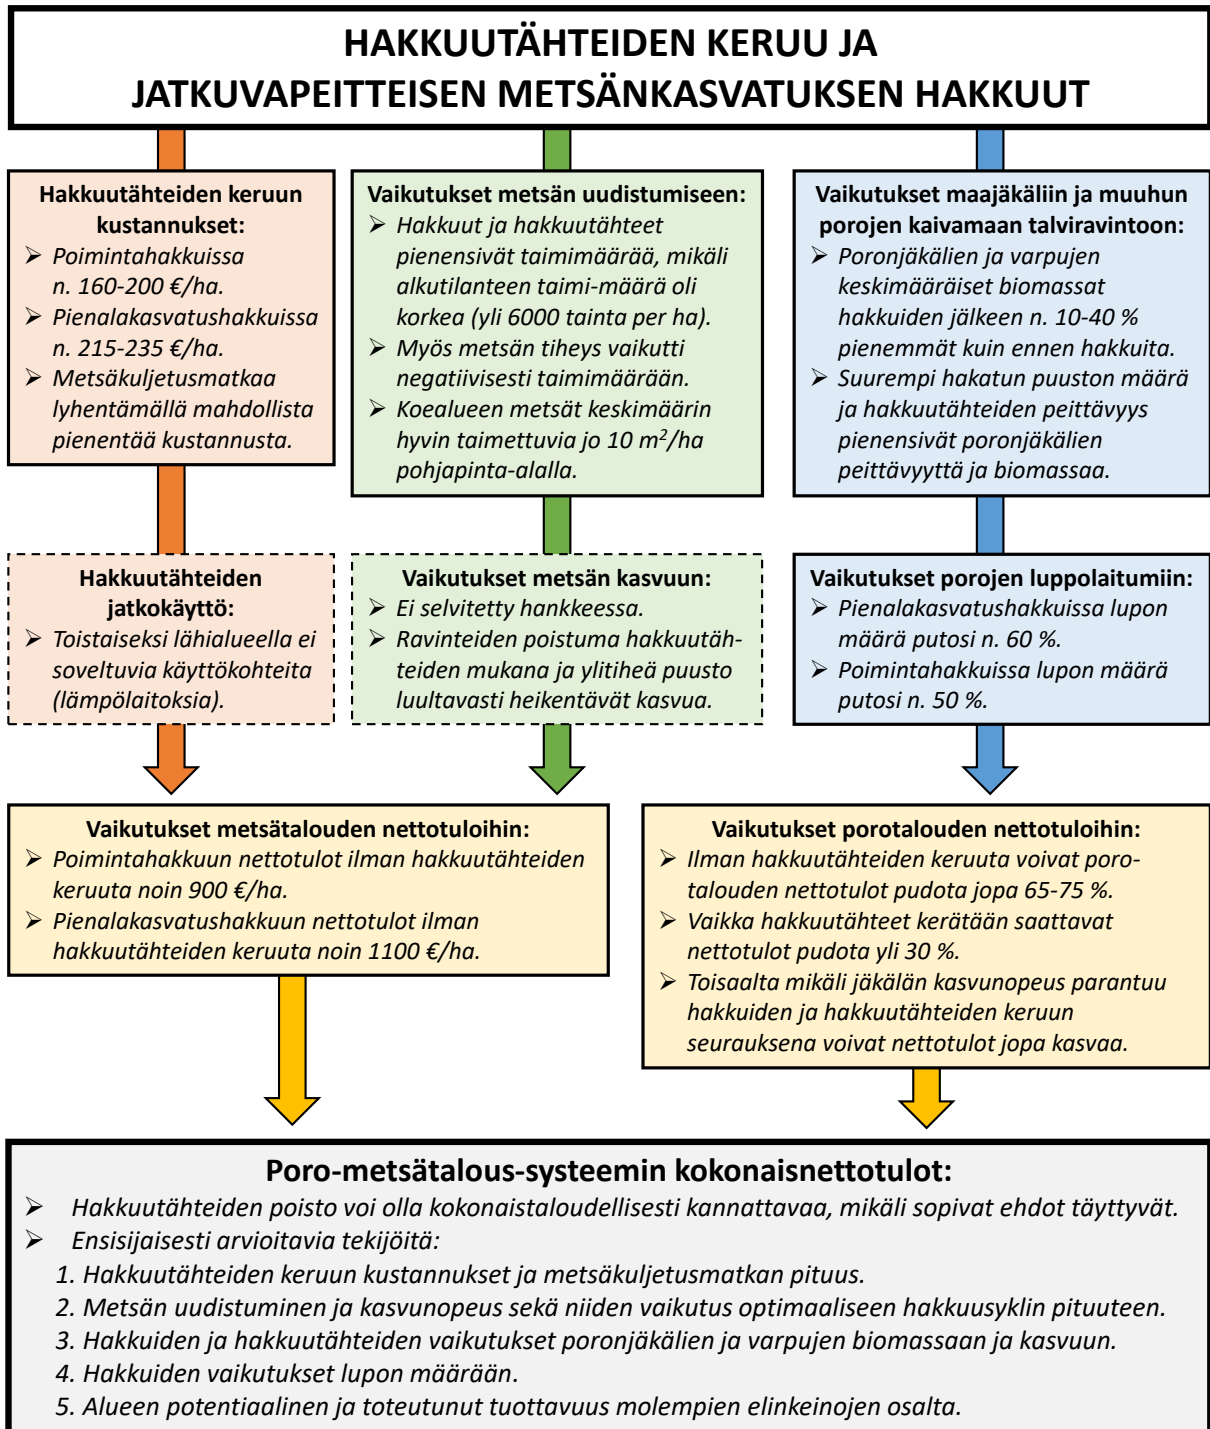 HAKKUUTÄHTEIDEN KERUU JA
JATKUVAPEITTEISEN METSÄNKASVATUKSEN HAKKUUT
Hakkuutähteiden keruun
kustannukset:
➢ Poimintahakkuissa
n. 160-200 €/ha.
➢ Pienalakasvatushakkuissa
n. 215-235 €/ha.
➢ Metsäkuljetusmatkaa
lyhentämällä mahdollista
pienentää kustannusta.
Vaikutukset metsän uudistumiseen:
➢ Hakkuut ja hakkuutähteet
pienensivät taimimäärää, mikäli
alkutilanteen taimi-määrä oli
korkea (yli 6000 tainta per ha).
➢ Myös metsän tiheys vaikutti
negatiivisesti taimimäärään.
➢ Koealueen metsät keskimäärin
hyvin taimettuvia jo 10 m²/ha
pohjapinta-alalla.
Vaikutukset maajäkäliin ja muuhun
porojen kaivamaan talviravintoon:
➢ Poronjäkälien ja varpujen
keskimääräiset biomassat
hakkuiden jälkeen n. 10-40 %
pienemmät kuin ennen hakkuita.
➢ Suurempi hakatun puuston määrä
ja hakkuutähteiden peittävyys
pienensivät poronjäkälien
peittävyyttä ja biomassaa.
Hakkuutähteiden
jatkokäyttö:
➢ Toistaiseksi lähialueella ei
soveltuvia käyttökohteita
(lämpölaitoksia).
Vaikutukset metsän kasvuun:
➢ Ei selvitetty hankkeessa.
➢ Ravinteiden poistuma hakkuutäh-
teiden mukana ja ylitiheä puusto
luultavasti heikentävät kasvua.
Vaikutukset porojen luppolaitumiin:
➢ Pienalakasvatushakkuissa lupon
määrä putosi n. 60 %.
➢ Poimintahakkuissa lupon määrä
putosi n. 50 %.
Vaikutukset metsätalouden nettotuloihin:
➢ Poimintahakkuun nettotulot ilman hakkuutähteiden
keruuta noin 900 €/ha.
➢ Pienalakasvatushakkuun nettotulot ilman
hakkuutähteiden keruuta noin 1100 €/ha.
Vaikutukset porotalouden nettotuloihin:
➢ Ilman hakkuutähteiden keruuta voivat poro-
talouden nettotulot pudota jopa 65-75 %.
➢ Vaikka hakkuutähteet kerätään saattavat
nettotulot pudota yli 30 %.
➢ Toisaalta mikäli jäkälän kasvunopeus parantuu
hakkuiden ja hakkuutähteiden keruun
seurauksena voivat nettotulot jopa kasvaa.
Poro-metsätalous-systeemin kokonaisnettotulot:
➢ Hakkuutähteiden poisto voi olla kokonaistaloudellisesti kannattavaa, mikäli sopivat ehdot täyttyvät.
➢ Ensisijaisesti arvioitavia tekijöitä:
1. Hakkuutähteiden keruun kustannukset ja metsäkuljetusmatkan pituus.
2. Metsän uudistuminen ja kasvunopeus sekä niiden vaikutus optimaaliseen hakkuusyklin pituuteen.
3. Hakkuiden ja hakkuutähteiden vaikutukset poronjäkälien ja varpujen biomassaan ja kasvuun.
4. Hakkuiden vaikutukset lupon määrään.
5. Alueen potentiaalinen ja toteutunut tuottavuus molempien elinkeinojen osalta.